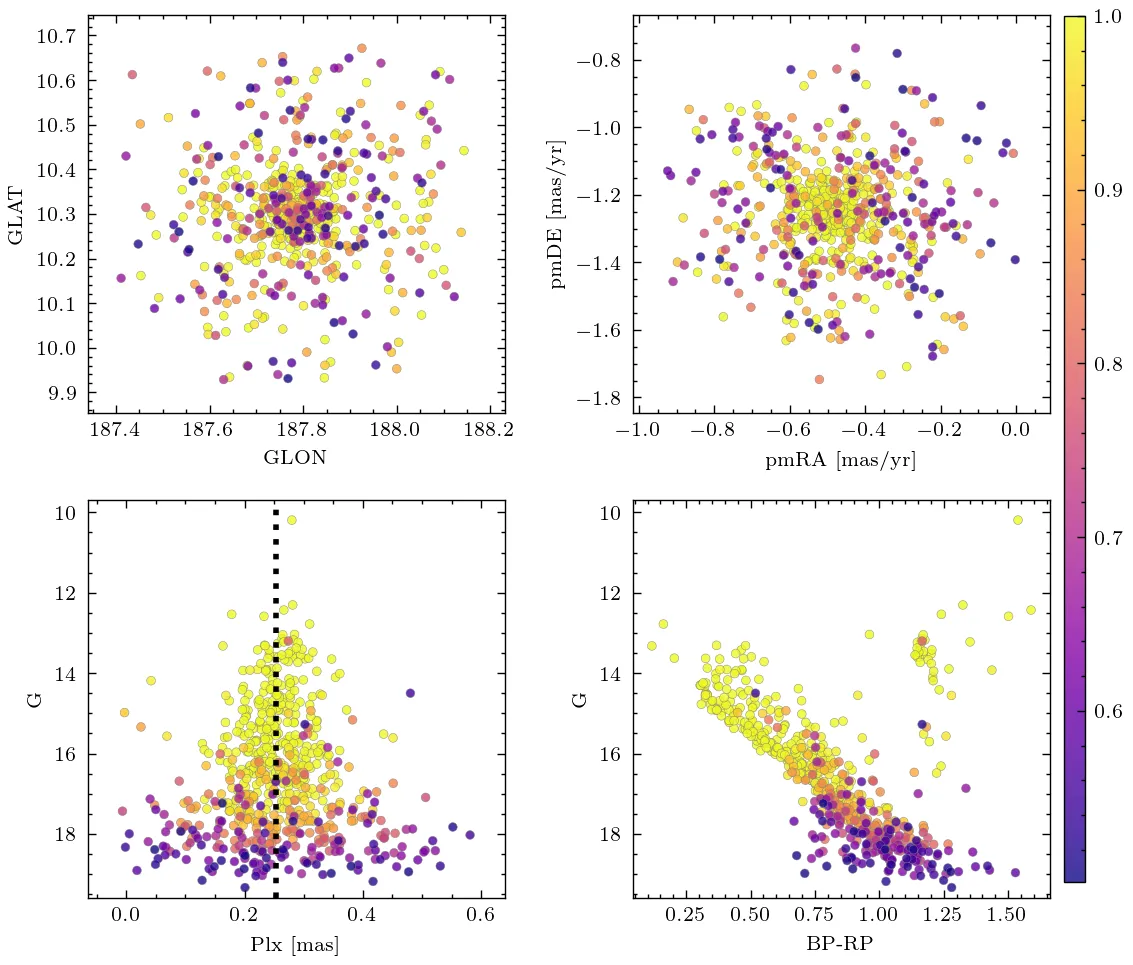 10.7
10.6
10.5
10.4
10.3
10.2
10.1
10.0
9.9
GLAT
187.4 187.6 187.8 188.0 188.2
GLON
−0.8
−1.0
−1.2
−1.4
−1.6
−1.8
pmDE [mas/yr]
−1.0 −0.8 −0.6 −0.4 −0.2 0.0
pmRA [mas/yr]
10
12
14
16
18
G
0.0 0.2 0.4 0.6
Plx [mas]
10
12
14
16
18
G
0.25 0.50 0.75 1.00 1.25 1.50
BP-RP
1.0
0.9
0.8
0.7
0.6